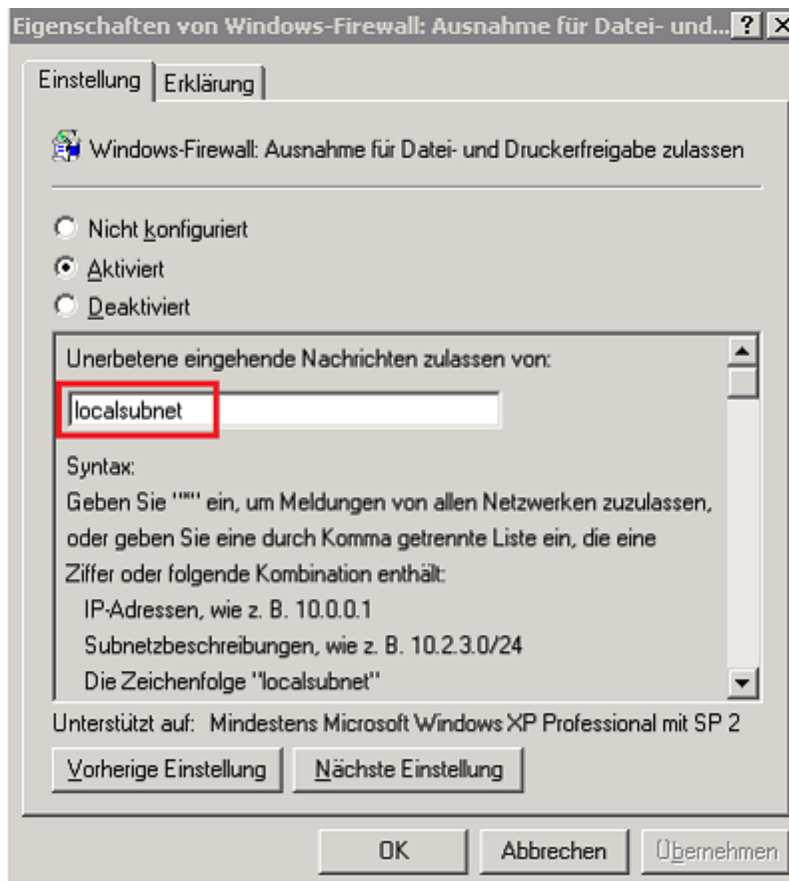 Eigenschaften von Windows-Firewall: Ausnahme für Datei- und...
Einstellung Erklärung
Windows-Firewall: Ausnahme für Datei- und Druckerfreigabe zulassen
Nicht konfiguriert
Aktiviert
Deaktiviert
Unerbetene eingehende Nachrichten zulassen von:
localsubnet
Syntax:
Geben Sie "*" ein, um Meldungen von allen Netzwerken zuzulassen,
oder geben Sie eine durch Komma getrennte Liste ein, die eine
Ziffer oder folgende Kombination enthält:
IP-Adressen, wie z. B. 10.0.0.1
Subnetzbeschreibungen, wie z. B. 10.2.3.0/24
Die Zeichenfolge "localsubnet"
Unterstützt auf: Mindestens Microsoft Windows XP Professional mit SP 2
Vorherige Einstellung Nächste Einstellung
OK Abbrechen Übernehmen